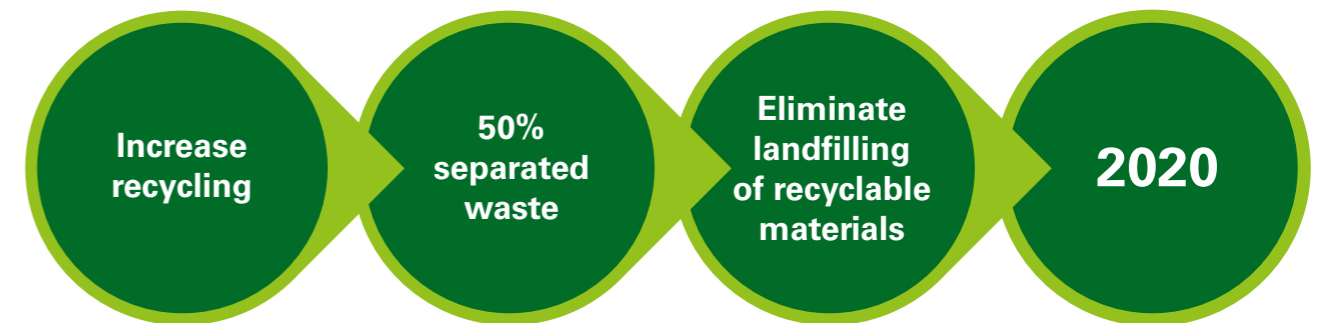 Increase
recycling
50%
separated
waste
Eliminate
landfilling
of recyclable
materials
2020